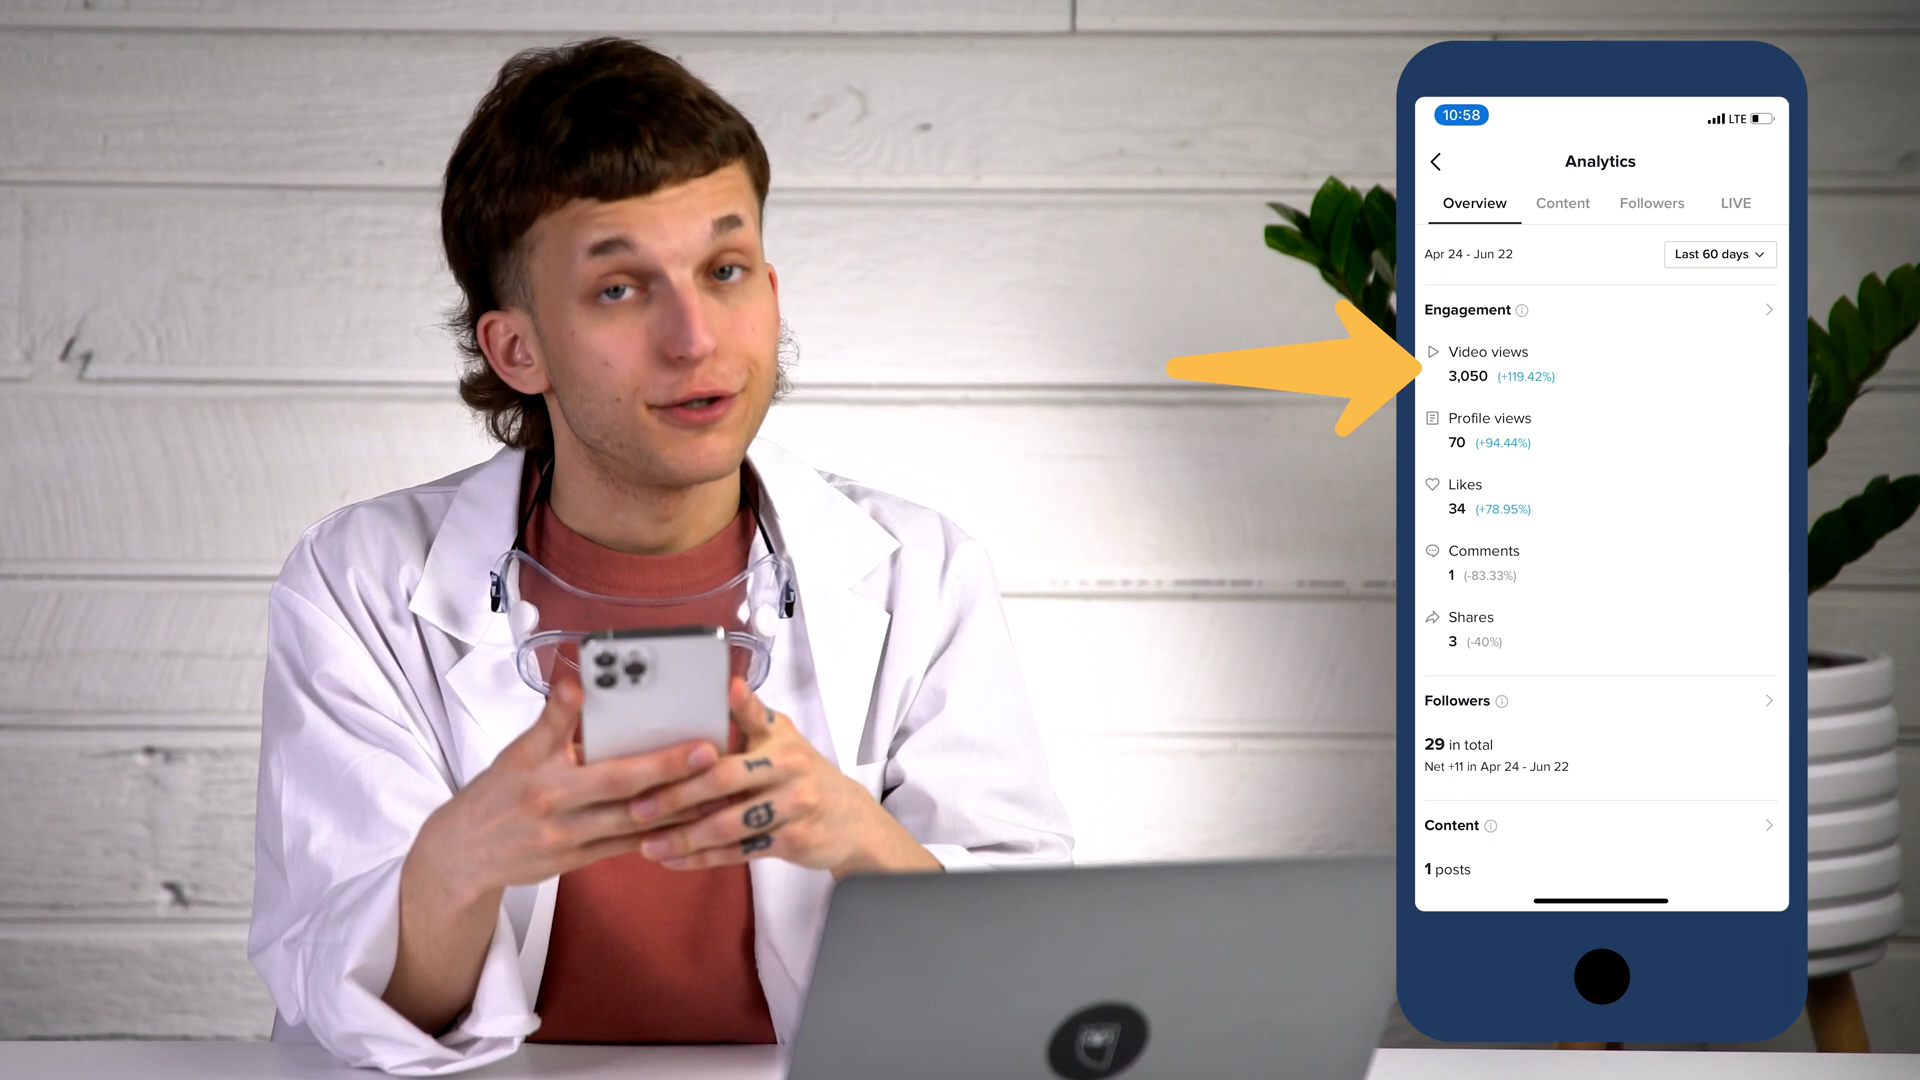 10:58
LTE
Analytics
Overview Content Followers LIVE
Apr 24 - Jun 22 Last 60 days
Engagement
Video views
3,050 (+119.42%)
Profile views
70 (+94.44%)
Likes
34 (+78.95%)
Comments
1 (-83.33%)
Shares
3 (-40%)
Followers
29 in total
Net +11 in Apr 24 - Jun 22
Content
1 posts